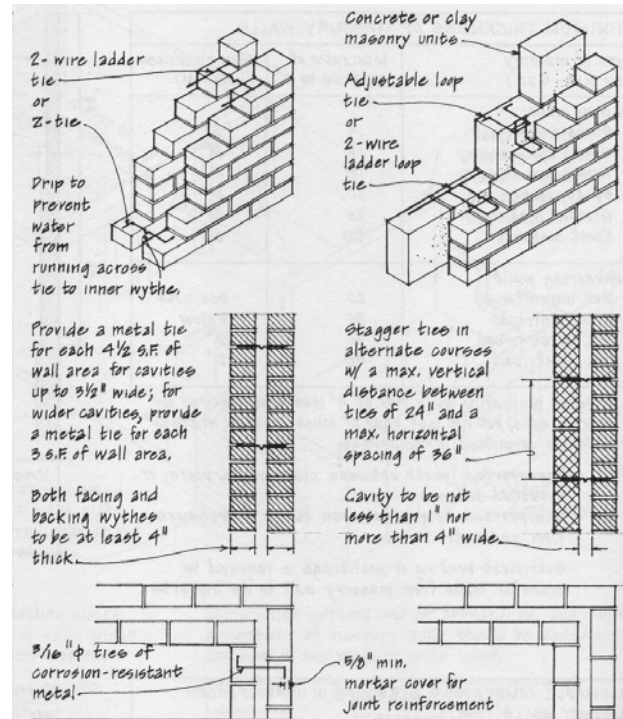 2-wire ladder
tie
or
Z-tie
Drip to
prevent
water
from
running across
tie to inner wythe.
Concrete or clay
masonry units
Adjustable loop
tie
or
2-wire
ladder loop
tie
Provide a metal tie
for each 4 1/2 S.F. of
wall area for cavities
up to 3 1/2" wide; for
wider cavities, provide
a metal tie for each
3 S.F. of wall area.
Both facing and
backing wythes
to be at least 4"
thick.
Stagger ties in
alternate courses
w/ a max. vertical
distance between
ties of 24" and a
max. horizontal
spacing of 36"
Cavity to be not
less than 1" nor
more than 4" wide.
3/16" φ ties of
corrosion-resistant
metal
5/8" min.
mortar cover for
joint reinforcement